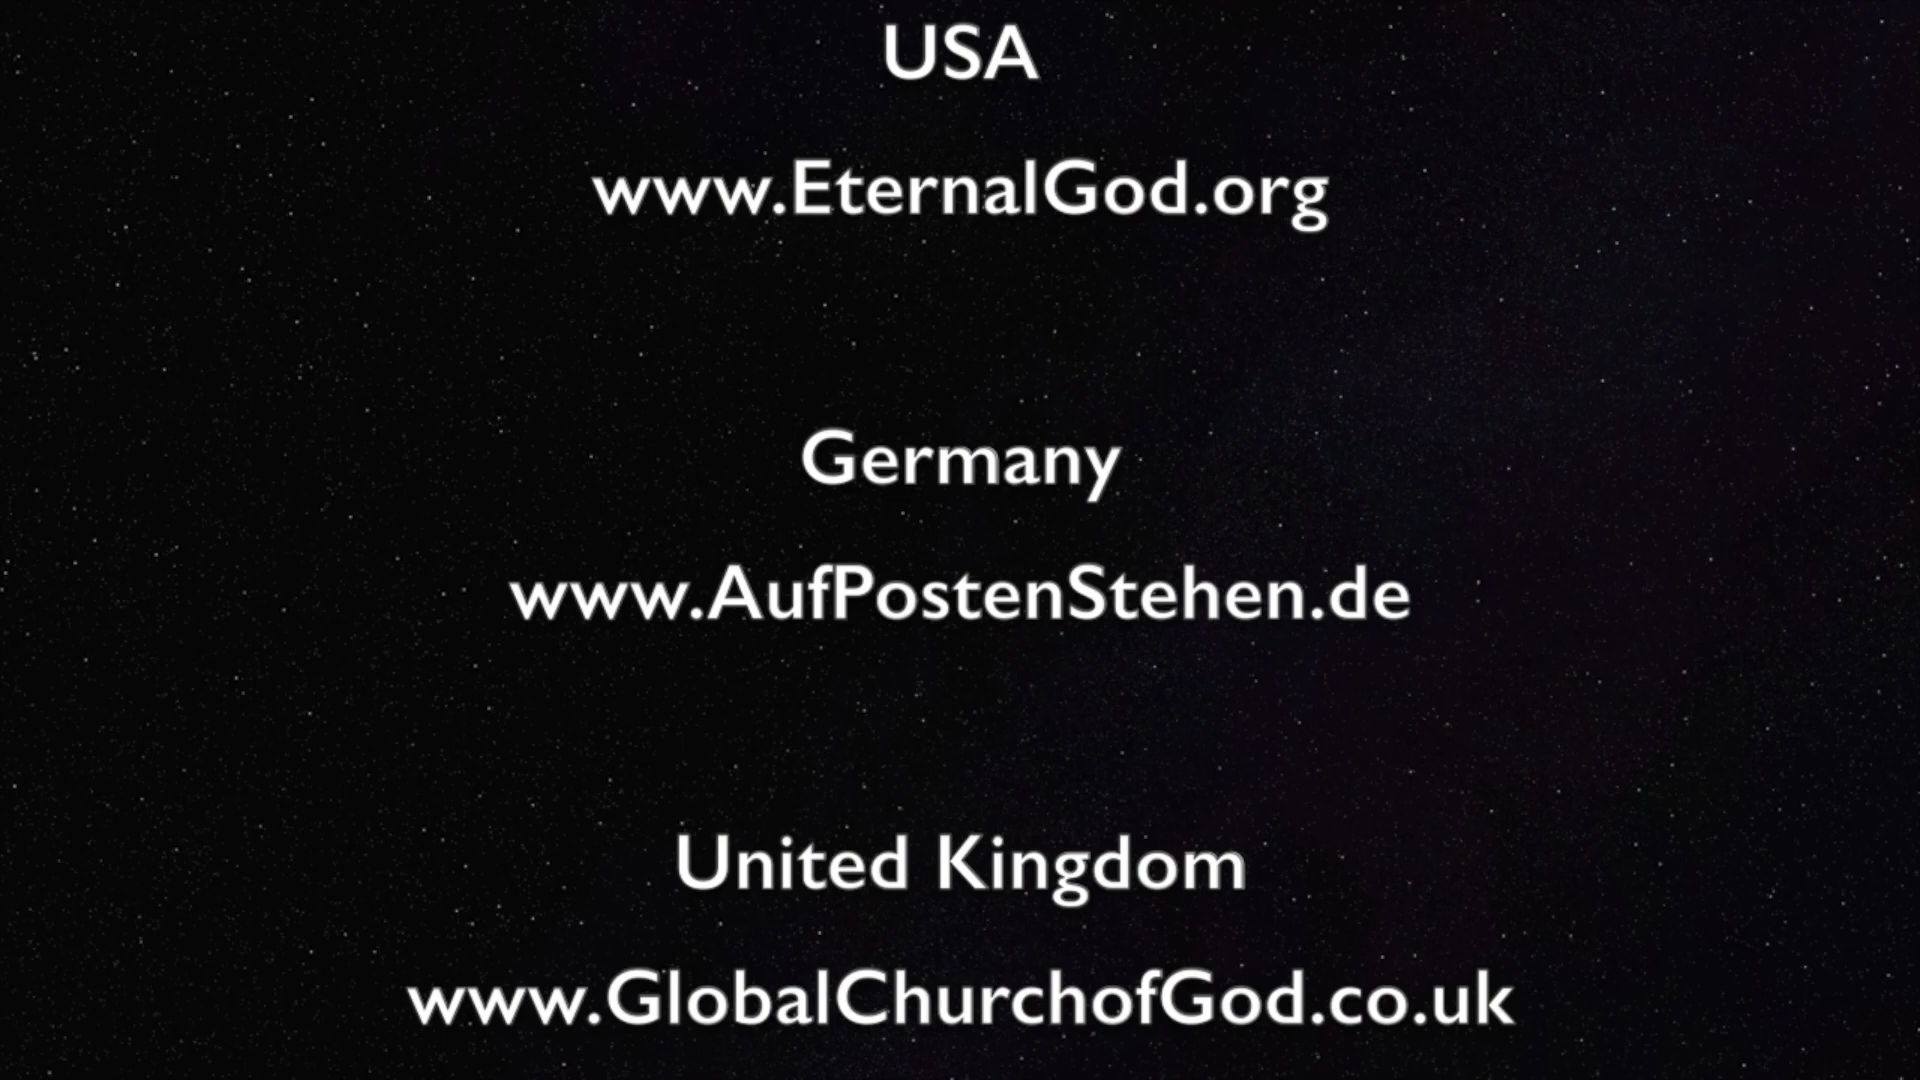 USA
www.EternalGod.org
Germany
www.AufPostenStehen.de
United Kingdom
www.GlobalChurchofGod.co.uk